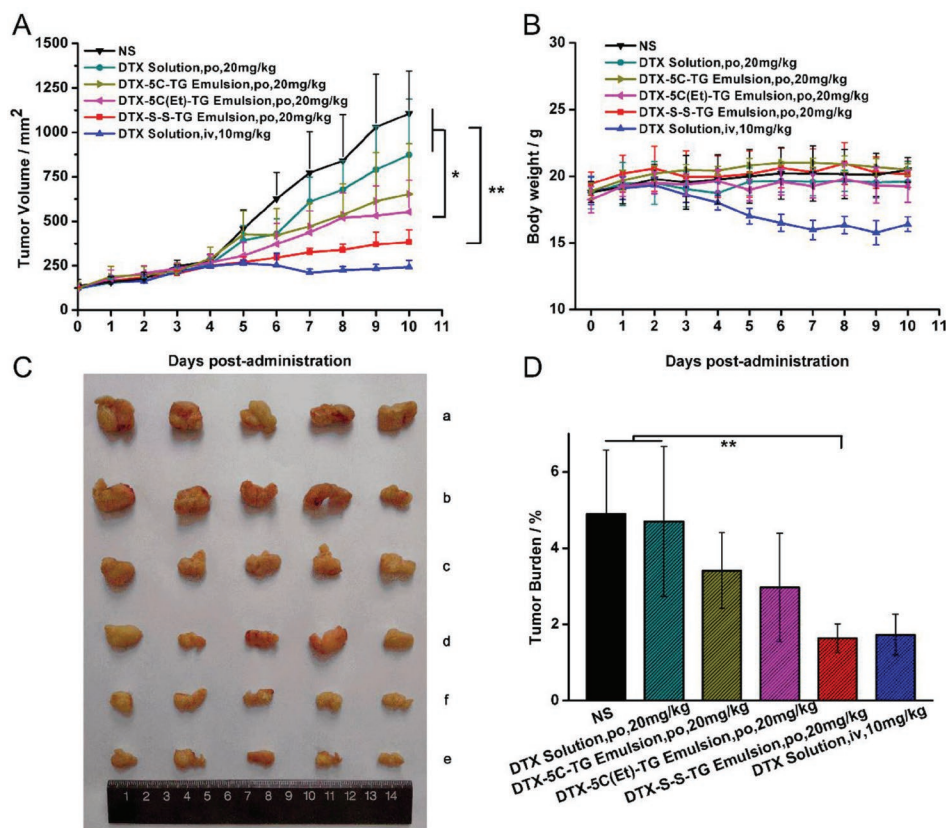 A
Tumor Volume / mm²
1500
1250
1000
750
500
250
0
NS
DTX Solution,po,20mg/kg
DTX-5C-TG Emulsion,po,20mg/kg
DTX-5C(Et)-TG Emulsion,po,20mg/kg
DTX-S-S-TG Emulsion,po,20mg/kg
DTX Solution,iv,10mg/kg
*
**
0 1 2 3 4 5 6 7 8 9 10 11
Days post-administration
B
Body weight / g
30
25
20
15
10
NS
DTX Solution,po,20mg/kg
DTX-5C-TG Emulsion,po,20mg/kg
DTX-5C(Et)-TG Emulsion,po,20mg/kg
DTX-S-S-TG Emulsion,po,20mg/kg
DTX Solution,iv,10mg/kg
0 1 2 3 4 5 6 7 8 9 10 11
Days post-administration
C
a
b
c
d
f
e
1 2 3 4 5 6 7 8 9 10 11 12 13 14
D
Tumor Burden / %
6
4
2
0
**
NS
DTX Solution,po,20mg/kg
DTX-5C-TG Emulsion,po,20mg/kg
DTX-5C(Et)-TG Emulsion,po,20mg/kg
DTX-S-S-TG Emulsion,po,20mg/kg
DTX Solution,iv,10mg/kg